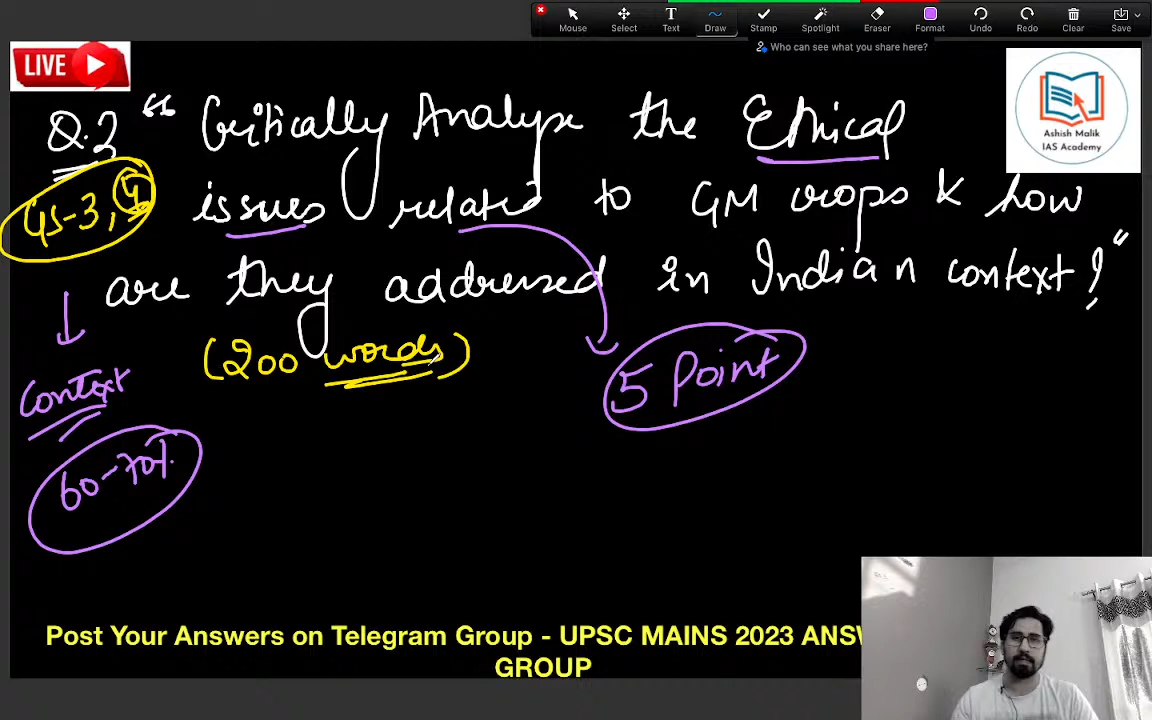 Mouse Select Text Draw Stamp Spotlight Eraser Format Undo Redo Clear Save
Who can see what you share here?
LIVE
Ashish Malik
IAS Academy
Q.2 "Critically Analyse the Ethical
GS-3, 4
issues related to GM crops & how
are they addressed in Indian context?"
(200 words)
5 Point
Context
60-70%
Post Your Answers on Telegram Group - UPSC MAINS 2023
GROUP